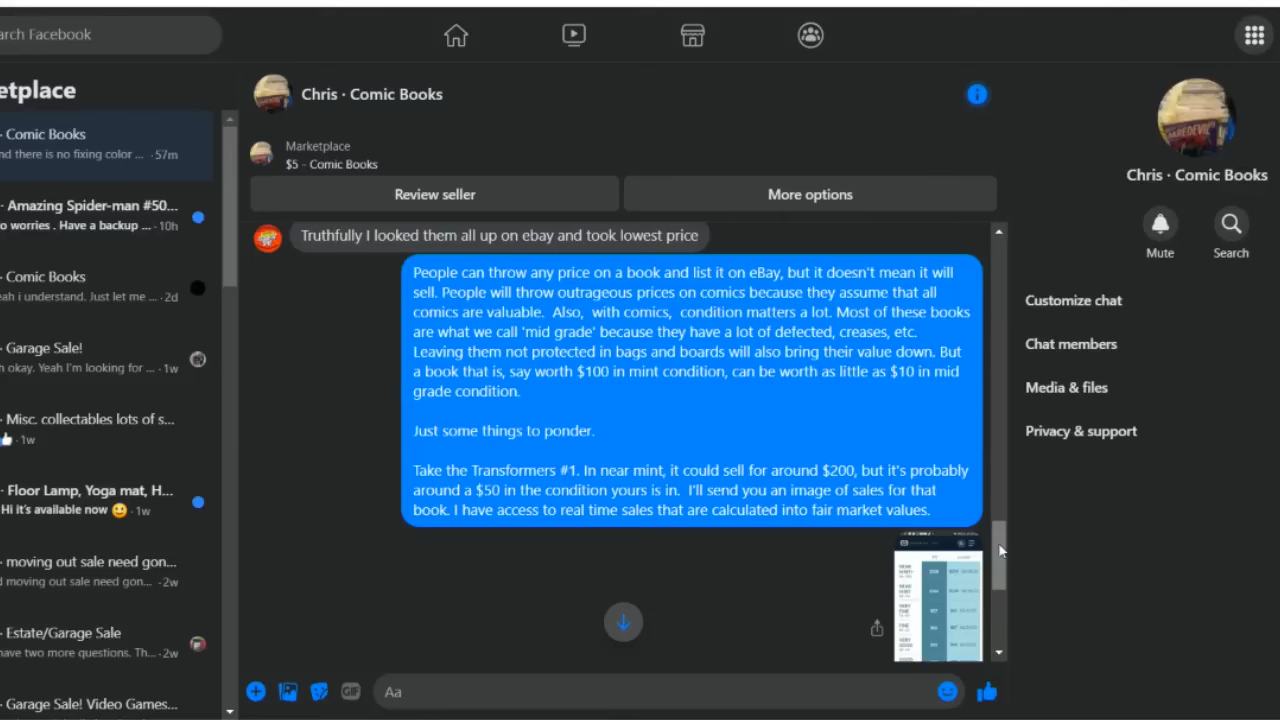 arch Facebook
etplace
· Comic Books
nd there is no fixing color ... · 57m
· Amazing Spider-man #50...
o worries . Have a backup ... · 10h
· Comic Books
eah i understand. Just let me ... · 2d
· Garage Sale!
h okay. Yeah I'm looking for ... · 1w
· Misc. collectables lots of s...
· 1w
· Floor Lamp, Yoga mat, H...
Hi it's available now 😀 · 1w
· moving out sale need gon...
d moving out sale need gon... · 2w
· Estate/Garage Sale
have two more questions. Th... · 2w
· Garage Sale! Video Games...
Chris · Comic Books
Marketplace
$5 - Comic Books
Review seller
More options
Truthfully I looked them all up on ebay and took lowest price
People can throw any price on a book and list it on eBay, but it doesn't mean it will
sell. People will throw outrageous prices on comics because they assume that all
comics are valuable.  Also,  with comics,  condition matters a lot. Most of these books
are what we call 'mid grade' because they have a lot of defected, creases, etc.
Leaving them not protected in bags and boards will also bring their value down. But
a book that is, say worth $100 in mint condition, can be worth as little as $10 in mid
grade condition.
Just some things to ponder.
Take the Transformers #1. In near mint, it could sell for around $200, but it's probably
around a $50 in the condition yours is in.  I'll send you an image of sales for that
book. I have access to real time sales that are calculated into fair market values.
GIF
Aa
DAREDEVIL
Chris · Comic Books
Mute
Search
Customize chat
Chat members
Media & files
Privacy & support